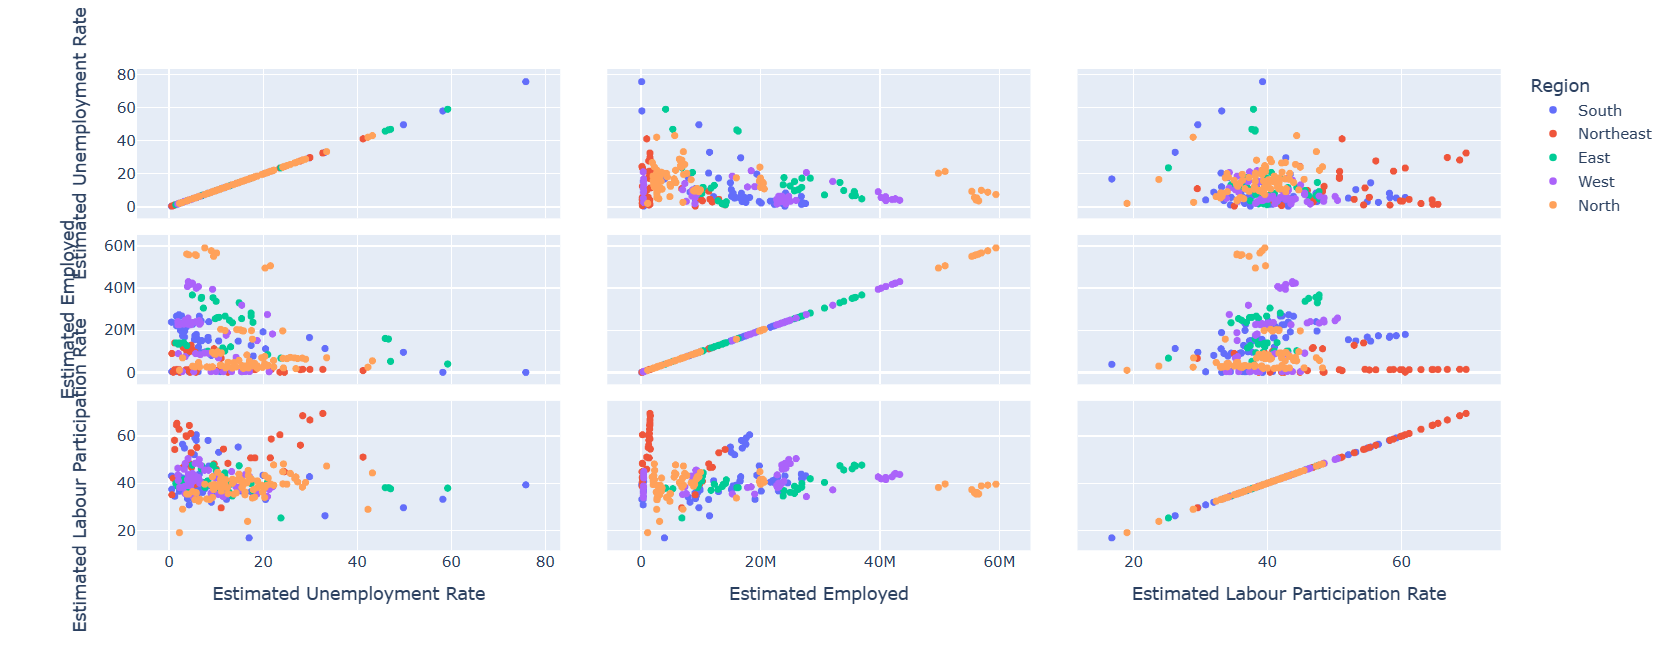 Estimated Unemployment Rate
80
60
40
20
0
Estimated Employed
60M
40M
20M
0
Estimated Labour Participation Rate
60
40
20
0
20
40
60
80
0
20M
40M
60M
20
40
60
Estimated Unemployment Rate
Estimated Employed
Estimated Labour Participation Rate
Region
South
Northeast
East
West
North